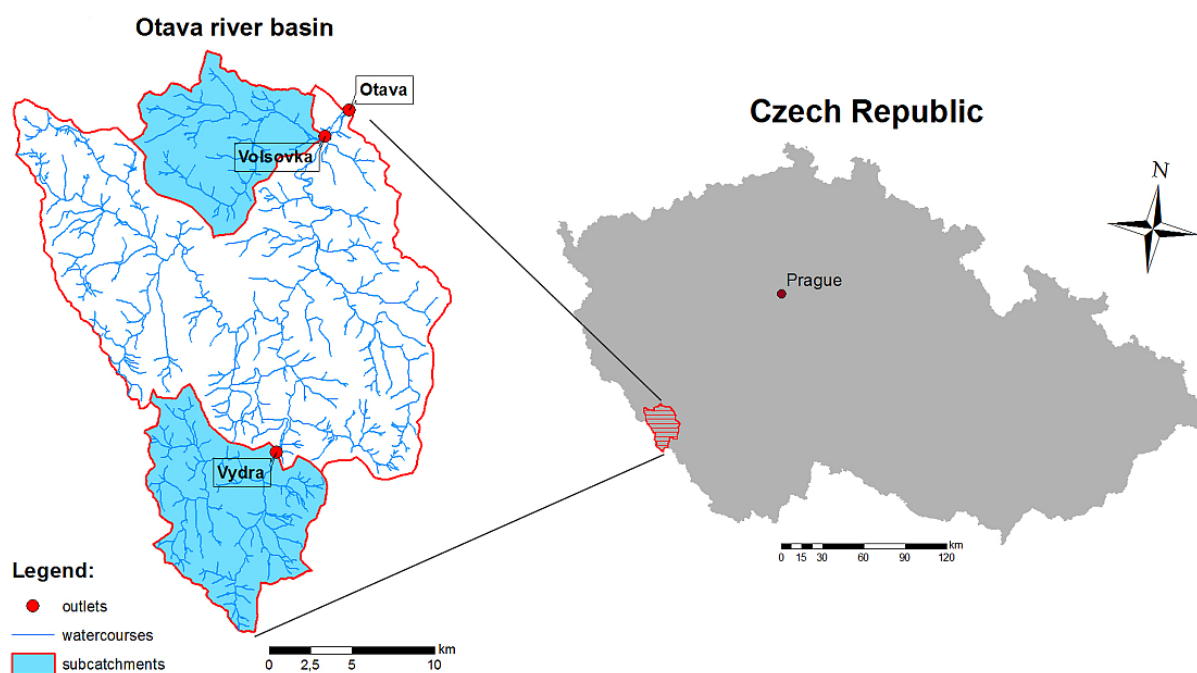 Otava river basin
Otava
Volsovka
Vydra
Legend:
outlets
watercourses
subcatchments
km
0 2,5 5 10
Czech Republic
N
Prague
km
0 15 30 60 90 120